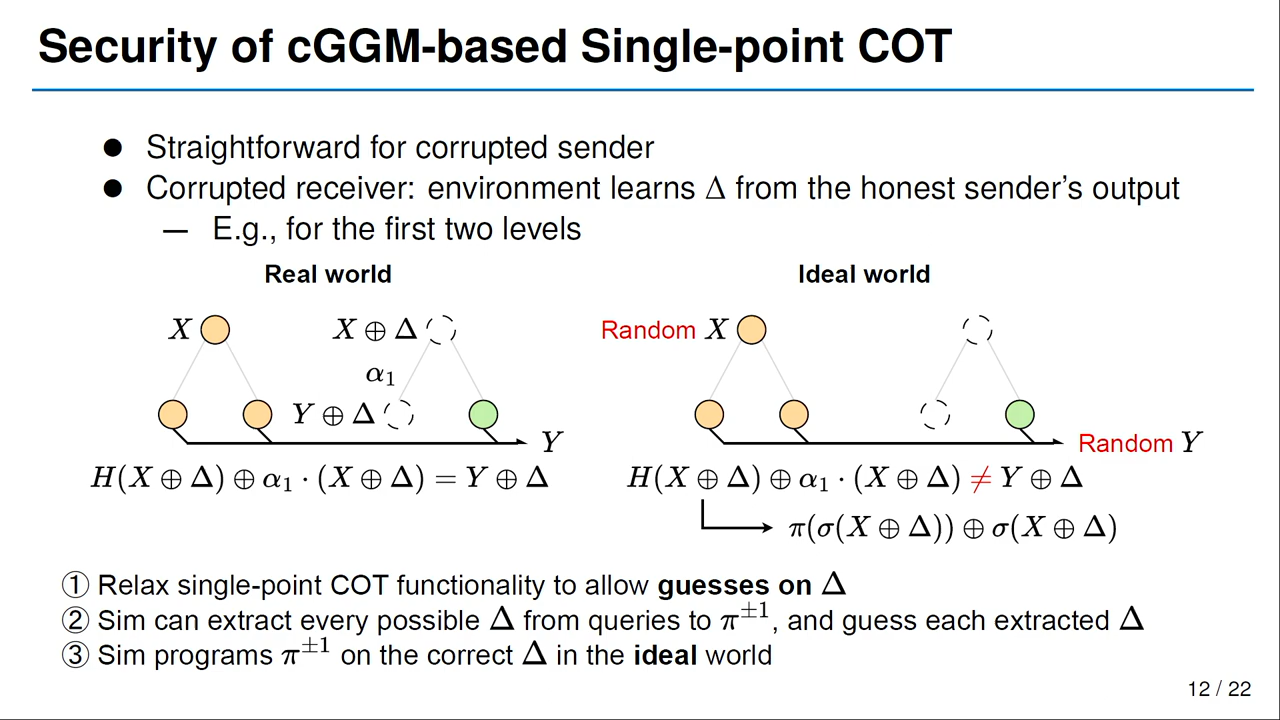 Security of cGGM-based Single-point COT
● Straightforward for corrupted sender
● Corrupted receiver: environment learns Δ from the honest sender's output
— E.g., for the first two levels
Real world
Ideal world
X
X ⊕ Δ
Random X
α₁
Y ⊕ Δ
Y
Random Y
H(X ⊕ Δ) ⊕ α₁ · (X ⊕ Δ) = Y ⊕ Δ
H(X ⊕ Δ) ⊕ α₁ · (X ⊕ Δ) ≠ Y ⊕ Δ
π(σ(X ⊕ Δ)) ⊕ σ(X ⊕ Δ)
① Relax single-point COT functionality to allow guesses on Δ
② Sim can extract every possible Δ from queries to π^{±1}, and guess each extracted Δ
③ Sim programs π^{±1} on the correct Δ in the ideal world
12 / 22